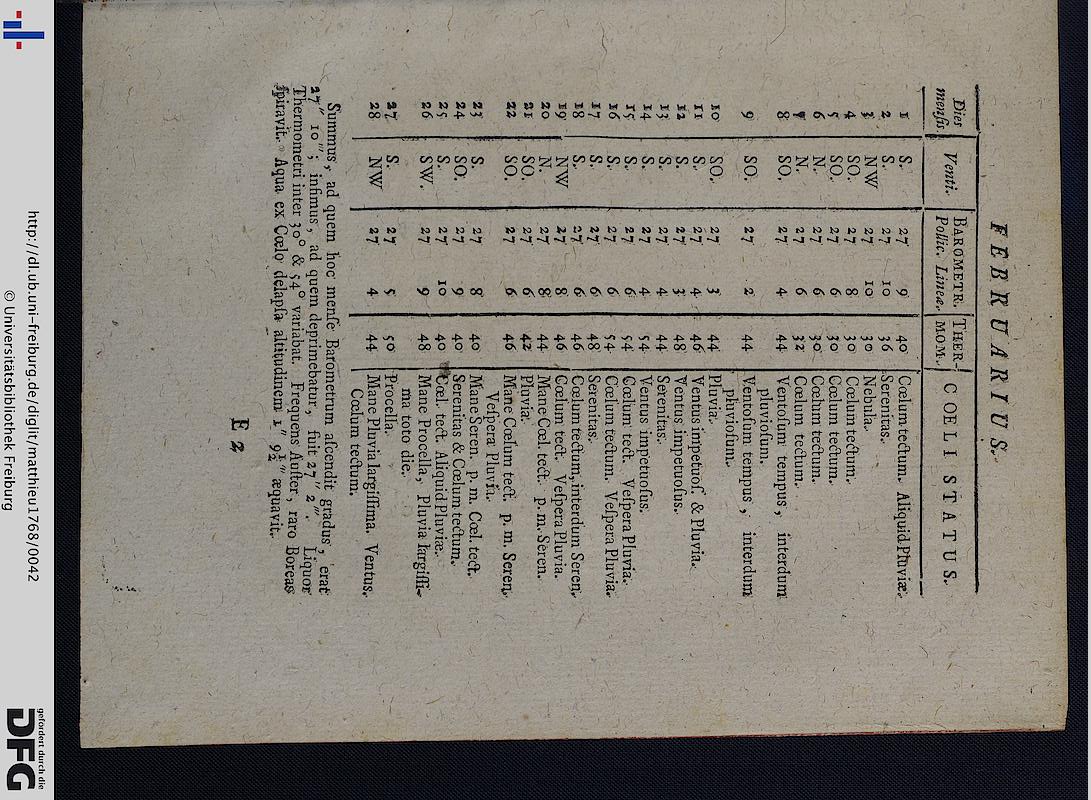 FEBRUARIUS.
Dies menſis Venti. BAROMETR. Pollic. Lineæ. THER-MOM. COELI STATUS.
1 S. 27 9 40 Cœlum tectum. Aliquid Pluviæ.
2 S. 27 10 36 Serenitas.
3 NW 27 10 30 Nebula.
4 SO. 27 8 30 Cœlum tectum.
5 SO. 27 6 30 Cœlum tectum.
6 N. 27 6 30 Cœlum tectum.
7 N. 27 6 32 Cœlum tectum.
8 SO. 27 4 44 Ventoſum tempus, interdum
pluvioſum.
9 SO. 27 2 44 Ventoſum tempus, interdum
pluvioſum.
10 SO. 27 3 44 Pluvia.
11 S. 27 4 46 Ventus impetuoſ. & Pluvia.
12 S. 27 3 48 Ventus impetuoſus.
13 S. 27 4 44 Serenitas.
14 S. 27 4 54 Ventus impetuoſus.
15 S. 27 6 54 Cœlum tect. Veſpera Pluvia.
16 S. 27 6 54 Cœlum tectum. Veſpera Pluvia.
17 S. 27 6 48 Serenitas.
18 S. 27 6 46 Cœlum tectum, interdum Seren.
19 NW 27 8 46 Cœlum tect. Veſpera Pluvia.
20 N. 27 8 44 Mane Cœl. tect. p. m. Seren.
21 SO. 27 6 42 Pluvia.
22 SO. 27 6 46 Mane Cœlum tect. p. m. Seren.
Veſpera Pluvia.
23 S. 27 8 40 Mane Seren. p. m. Cœl. tect.
24 SO. 27 9 40 Serenitas & Cœlum tectum.
25 S. 27 10 40 Cœl. tect. Aliquid Pluviæ.
26 SW. 27 9 48 Mane Procella, Pluvia largiſſi-
ma toto die.
27 S. 27 5 50 Procella.
28 NW 27 4 44 Mane Pluvia largiſſima. Ventus.
Cœlum tectum.
Summus, ad quem hoc menſe Barometrum aſcendit gradus, erat
27″ 10‴; infimus, ad quem deprimebatur, fuit 27″ 2‴. Liquor
Thermometri inter 30° & 54° variabat. Frequens Auſter, raro Boreas
ſpiravit. Aqua ex Cœlo delapſa altitudinem 1″ 9½‴ æquavit.
E 2
http://dl.ub.uni-freiburg.de/diglit/mathieu1768/0042
© Universitätsbibliothek Freiburg
gefördert durch die
DFG